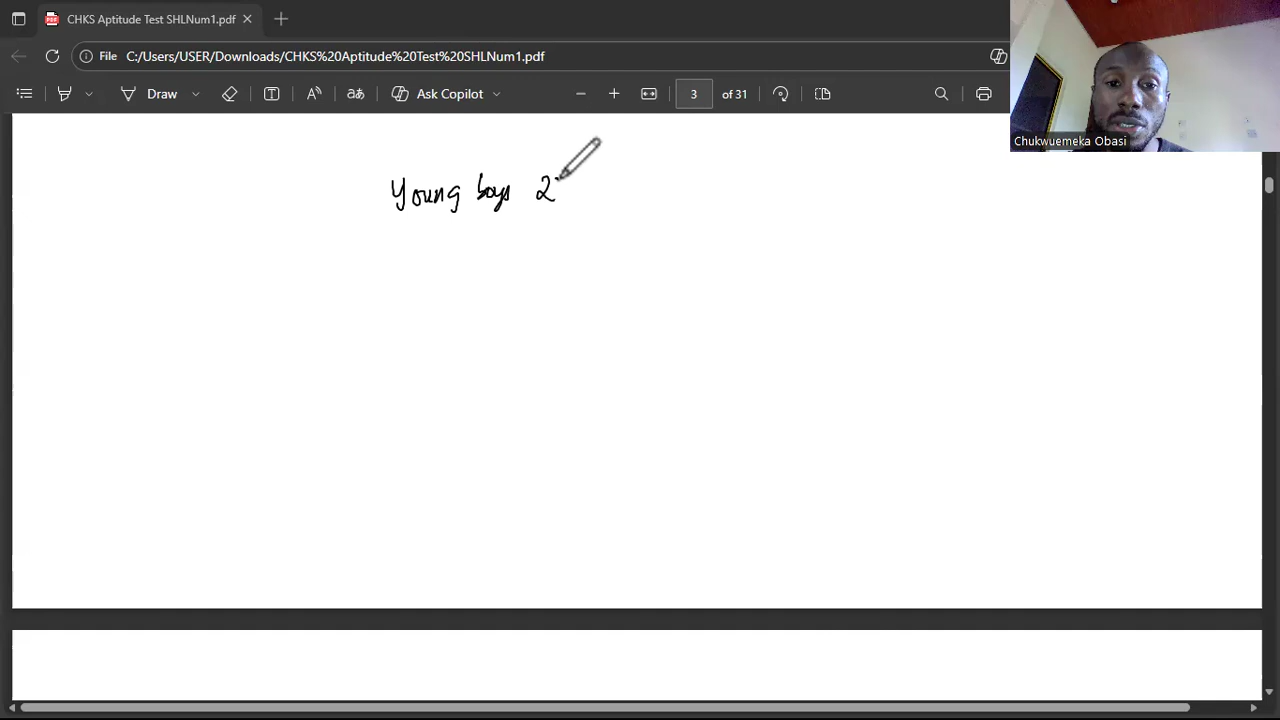 CHKS Aptitude Test SHLNum1.pdf
File C:/Users/USER/Downloads/CHKS%20Aptitude%20Test%20SHLNum1.pdf
Draw Ask Copilot 3 of 31
Chukwuemeka Obasi
Young boys 2